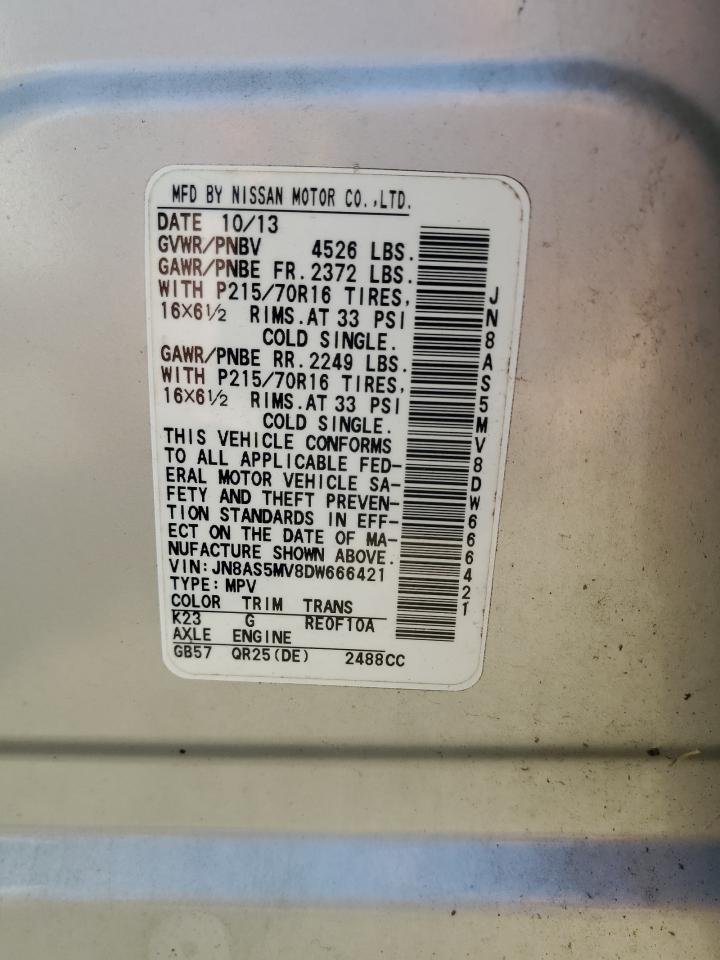 MFD BY NISSAN MOTOR CO.,LTD.
DATE 10/13
GVWR/PNBV 4526 LBS.
GAWR/PNBE FR.2372 LBS.
WITH P215/70R16 TIRES,
16×6½ RIMS.AT 33 PSI
COLD SINGLE.
GAWR/PNBE RR.2249 LBS.
WITH P215/70R16 TIRES,
16×6½ RIMS.AT 33 PSI
COLD SINGLE.
THIS VEHICLE CONFORMS
TO ALL APPLICABLE FED-
ERAL MOTOR VEHICLE SA-
FETY AND THEFT PREVEN-
TION STANDARDS IN EFF-
ECT ON THE DATE OF MA-
NUFACTURE SHOWN ABOVE.
VIN:JN8AS5MV8DW666421
TYPE:MPV
COLOR TRIM TRANS
K23 G RE0F10A
AXLE ENGINE
GB57 QR25(DE) 2488CC
JN8AS5MV8DW666421